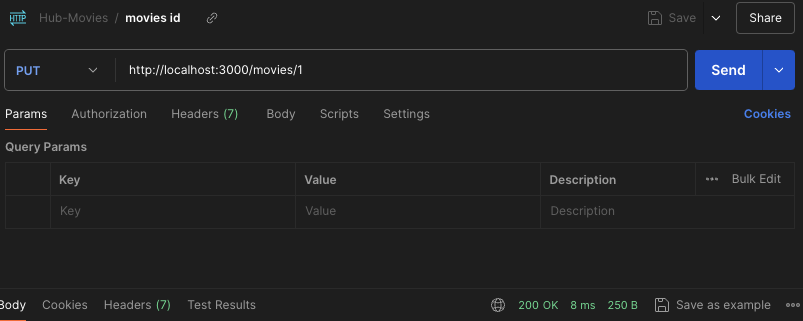 HTTP Hub-Movies / movies id Save Share
PUT http://localhost:3000/movies/1 Send
Params Authorization Headers (7) Body Scripts Settings Cookies
Query Params
Key Value Description ••• Bulk Edit
Key Value Description
Body Cookies Headers (7) Test Results 200 OK 8 ms 250 B Save as example •••